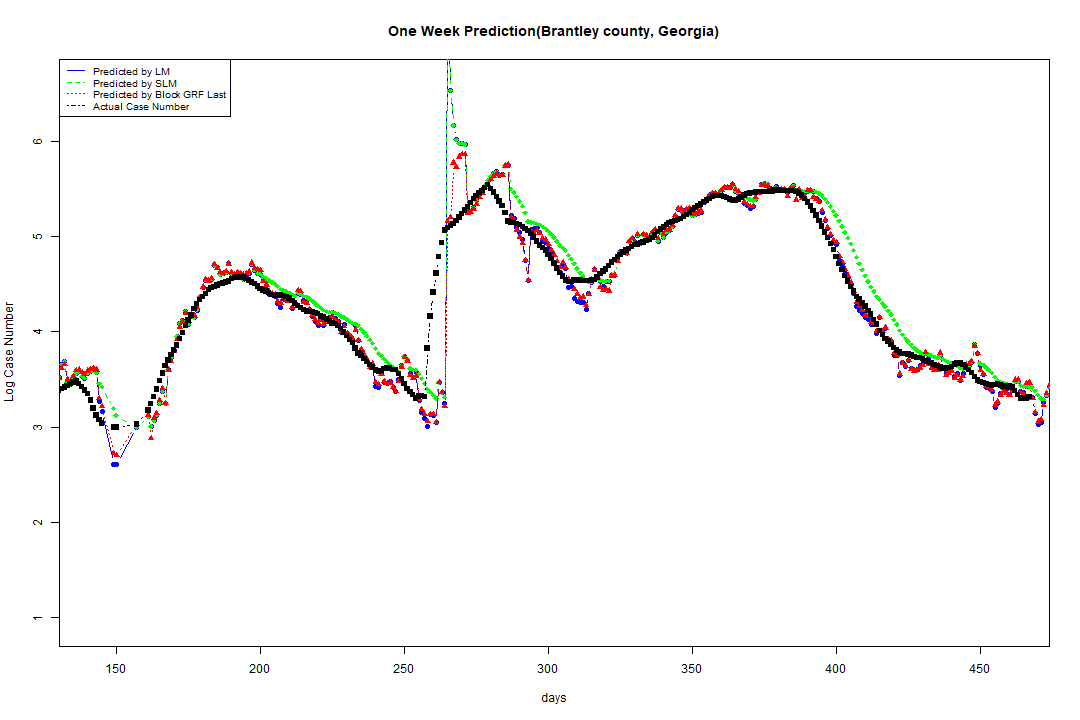 One Week Prediction(Brantley county, Georgia)
Predicted by LM
Predicted by SLM
Predicted by Block GRF Last
Actual Case Number
Log Case Number
6
5
4
3
2
1
150 200 250 300 350 400 450
days